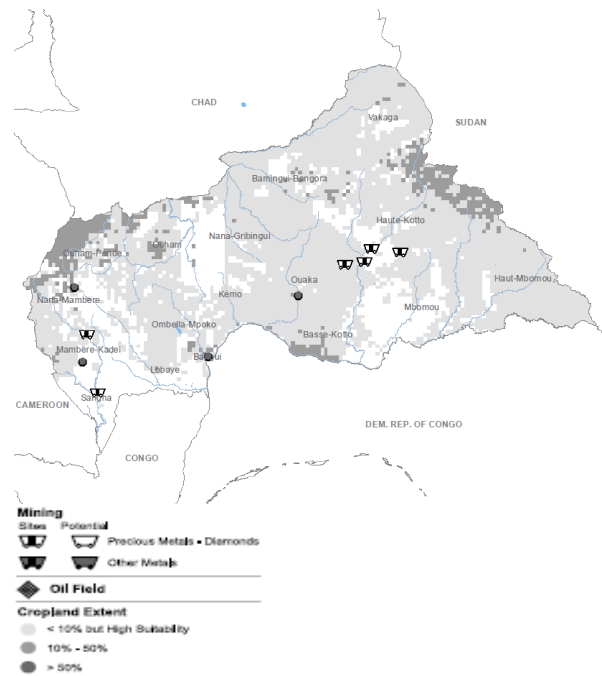 CHAD
SUDAN
Vakaga
Bamingui-Bangora
Haute-Kotto
Nana-Gribingui
Ouham
Ouham-Pende
Haut-Mbomou
Ouaka
Kemo
Nana-Mambere
Mbomou
Ombella-Mpoko
Basse-Kotto
Mambere-Kadei
Bangui
Lobaye
Sangha
CAMEROON
DEM. REP. OF CONGO
CONGO
Mining
Sites Potential
Precious Metals • Diamonds
Other Metals
Oil Field
Cropland Extent
< 10% but High Suitability
10% - 50%
> 50%